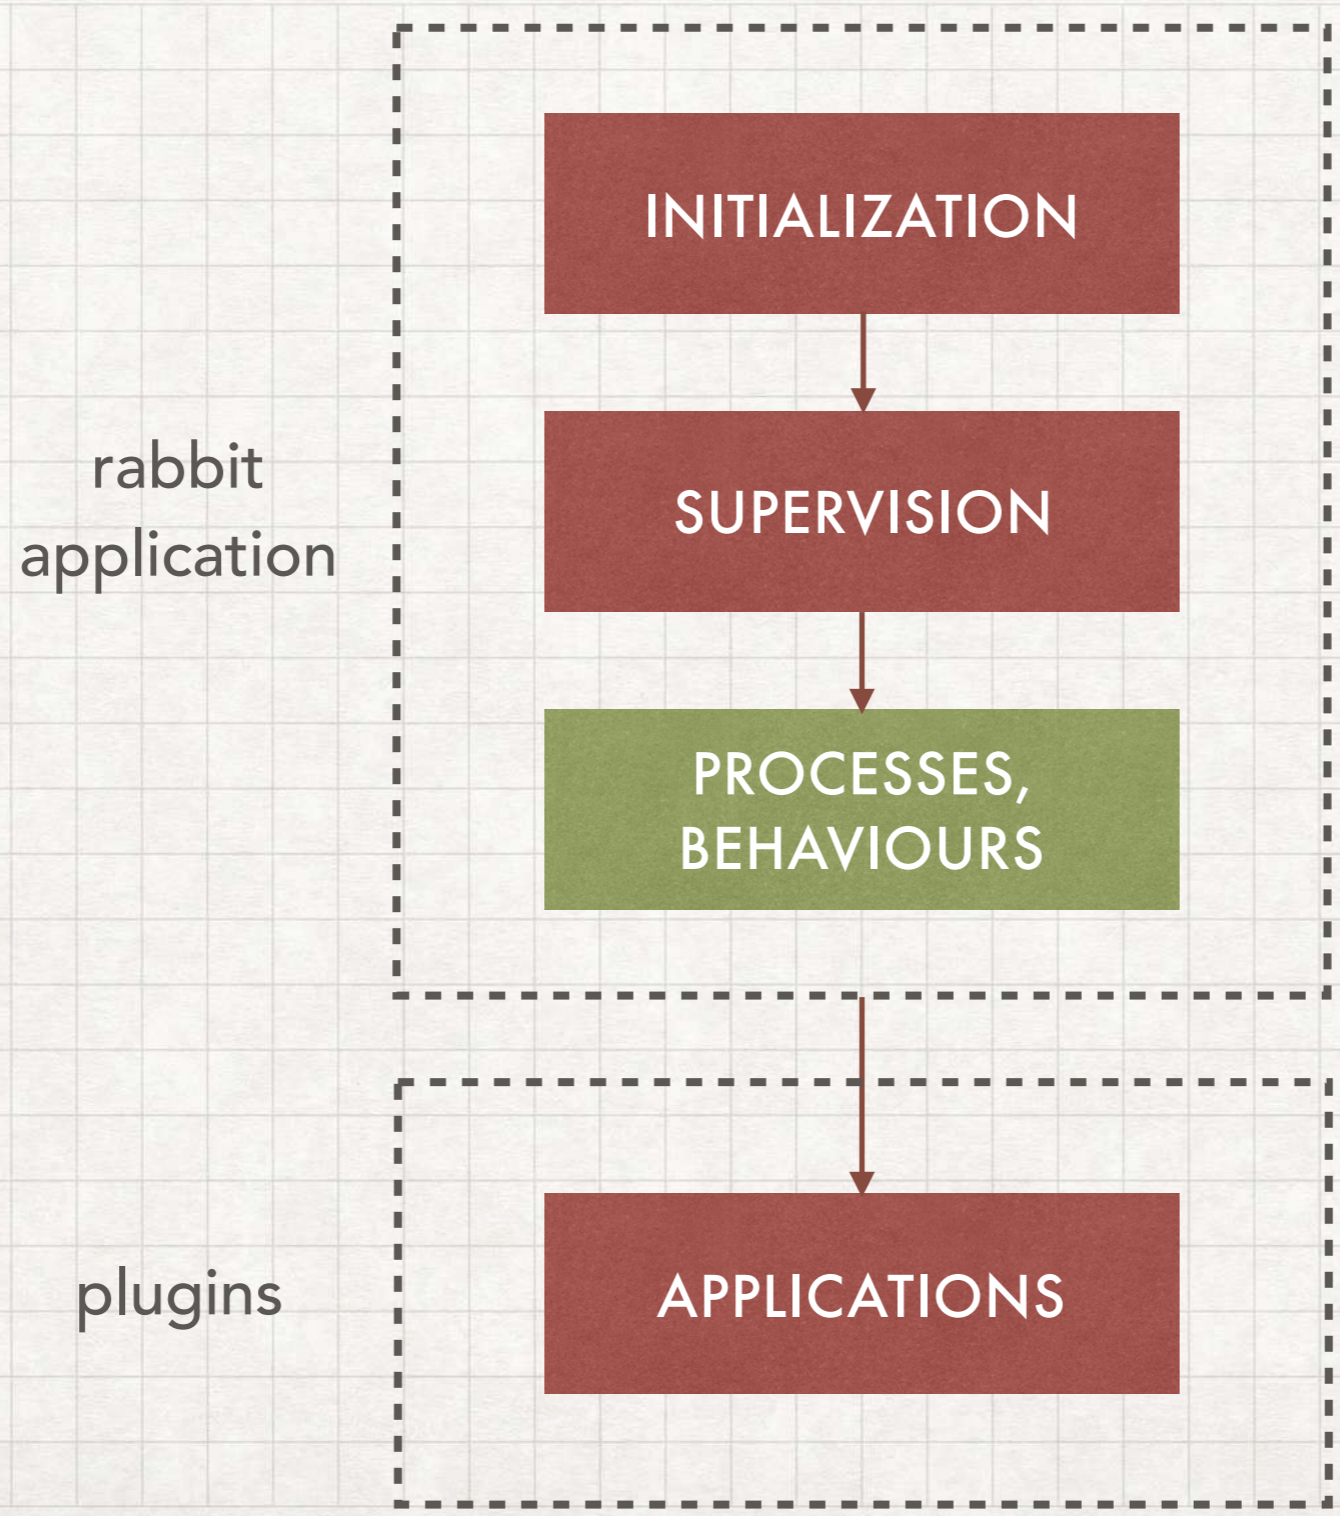 INITIALIZATION
rabbit
application
SUPERVISION
PROCESSES,
BEHAVIOURS
plugins
APPLICATIONS